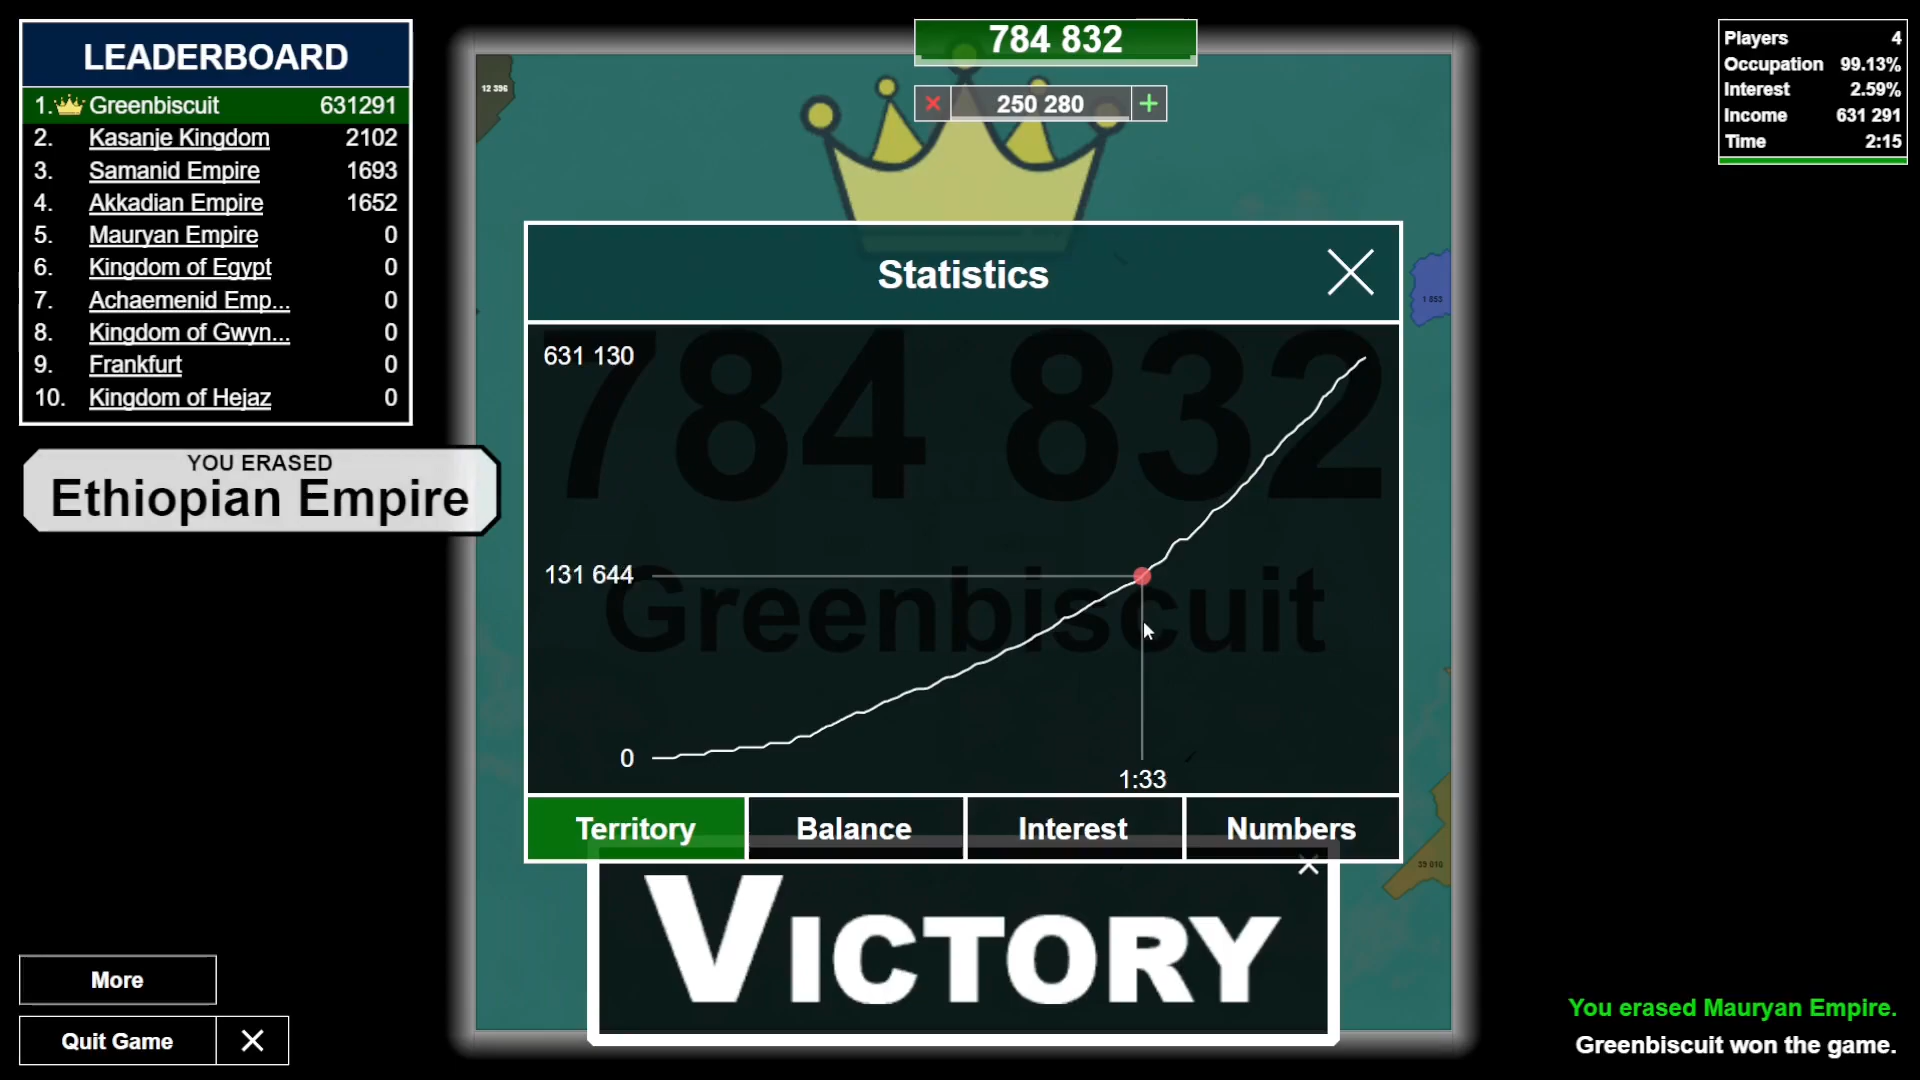 LEADERBOARD
1. Greenbiscuit 631291
2. Kasanje Kingdom 2102
3. Samanid Empire 1693
4. Akkadian Empire 1652
5. Mauryan Empire 0
6. Kingdom of Egypt 0
7. Achaemenid Emp... 0
8. Kingdom of Gwyn... 0
9. Frankfurt 0
10. Kingdom of Hejaz 0
YOU ERASED
Ethiopian Empire
784 832
250 280
Players 4
Occupation 99.13%
Interest 2.59%
Income 631 291
Time 2:15
12 396
Statistics
784 832
Greenbiscuit
631 130
131 644
0
1:33
Territory Balance Interest Numbers
VICTORY
1 853
More
Quit Game
You erased Mauryan Empire.
Greenbiscuit won the game.